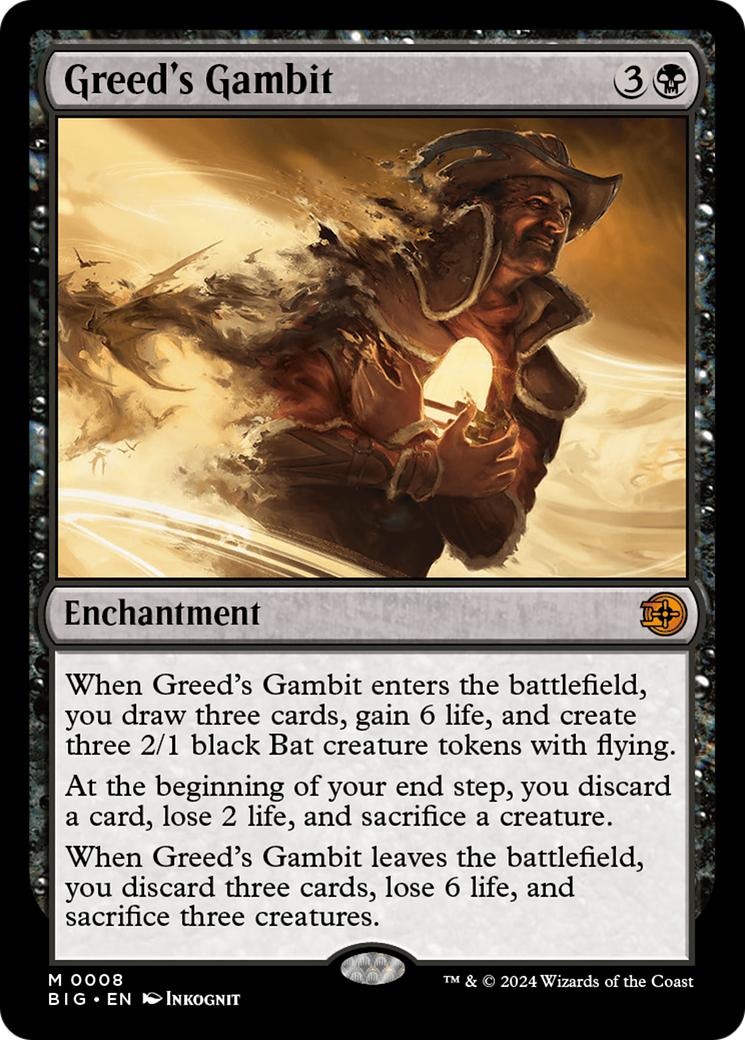 Greed's Gambit 3
Enchantment
When Greed's Gambit enters the battlefield,
you draw three cards, gain 6 life, and create
three 2/1 black Bat creature tokens with flying.
At the beginning of your end step, you discard
a card, lose 2 life, and sacrifice a creature.
When Greed's Gambit leaves the battlefield,
you discard three cards, lose 6 life, and
sacrifice three creatures.
M 0008
BIG • EN Inkognit
™ & © 2024 Wizards of the Coast